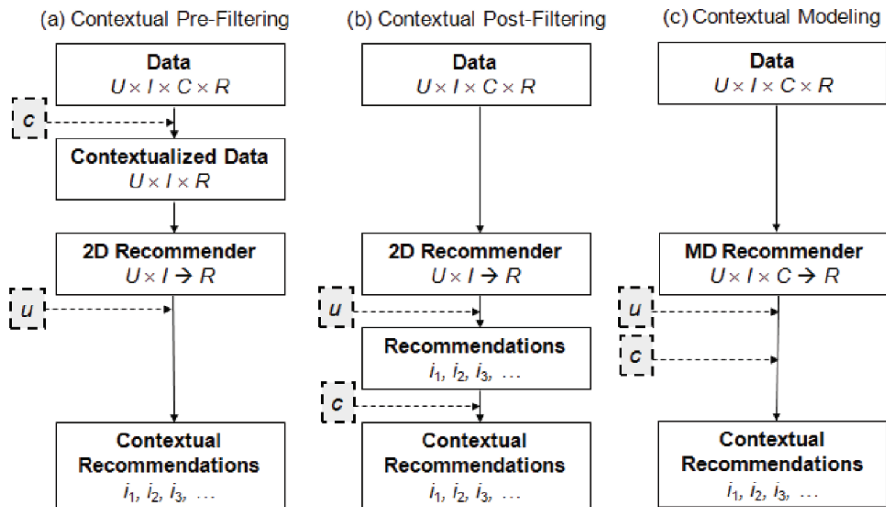 (a) Contextual Pre-Filtering
Data
U × I × C × R
c
Contextualized Data
U × I × R
2D Recommender
U × I → R
u
Contextual
Recommendations
i₁, i₂, i₃, …
(b) Contextual Post-Filtering
Data
U × I × C × R
2D Recommender
U × I → R
u
Recommendations
i₁, i₂, i₃, …
c
Contextual
Recommendations
i₁, i₂, i₃, …
(c) Contextual Modeling
Data
U × I × C × R
MD Recommender
U × I × C → R
u
c
Contextual
Recommendations
i₁, i₂, i₃, …